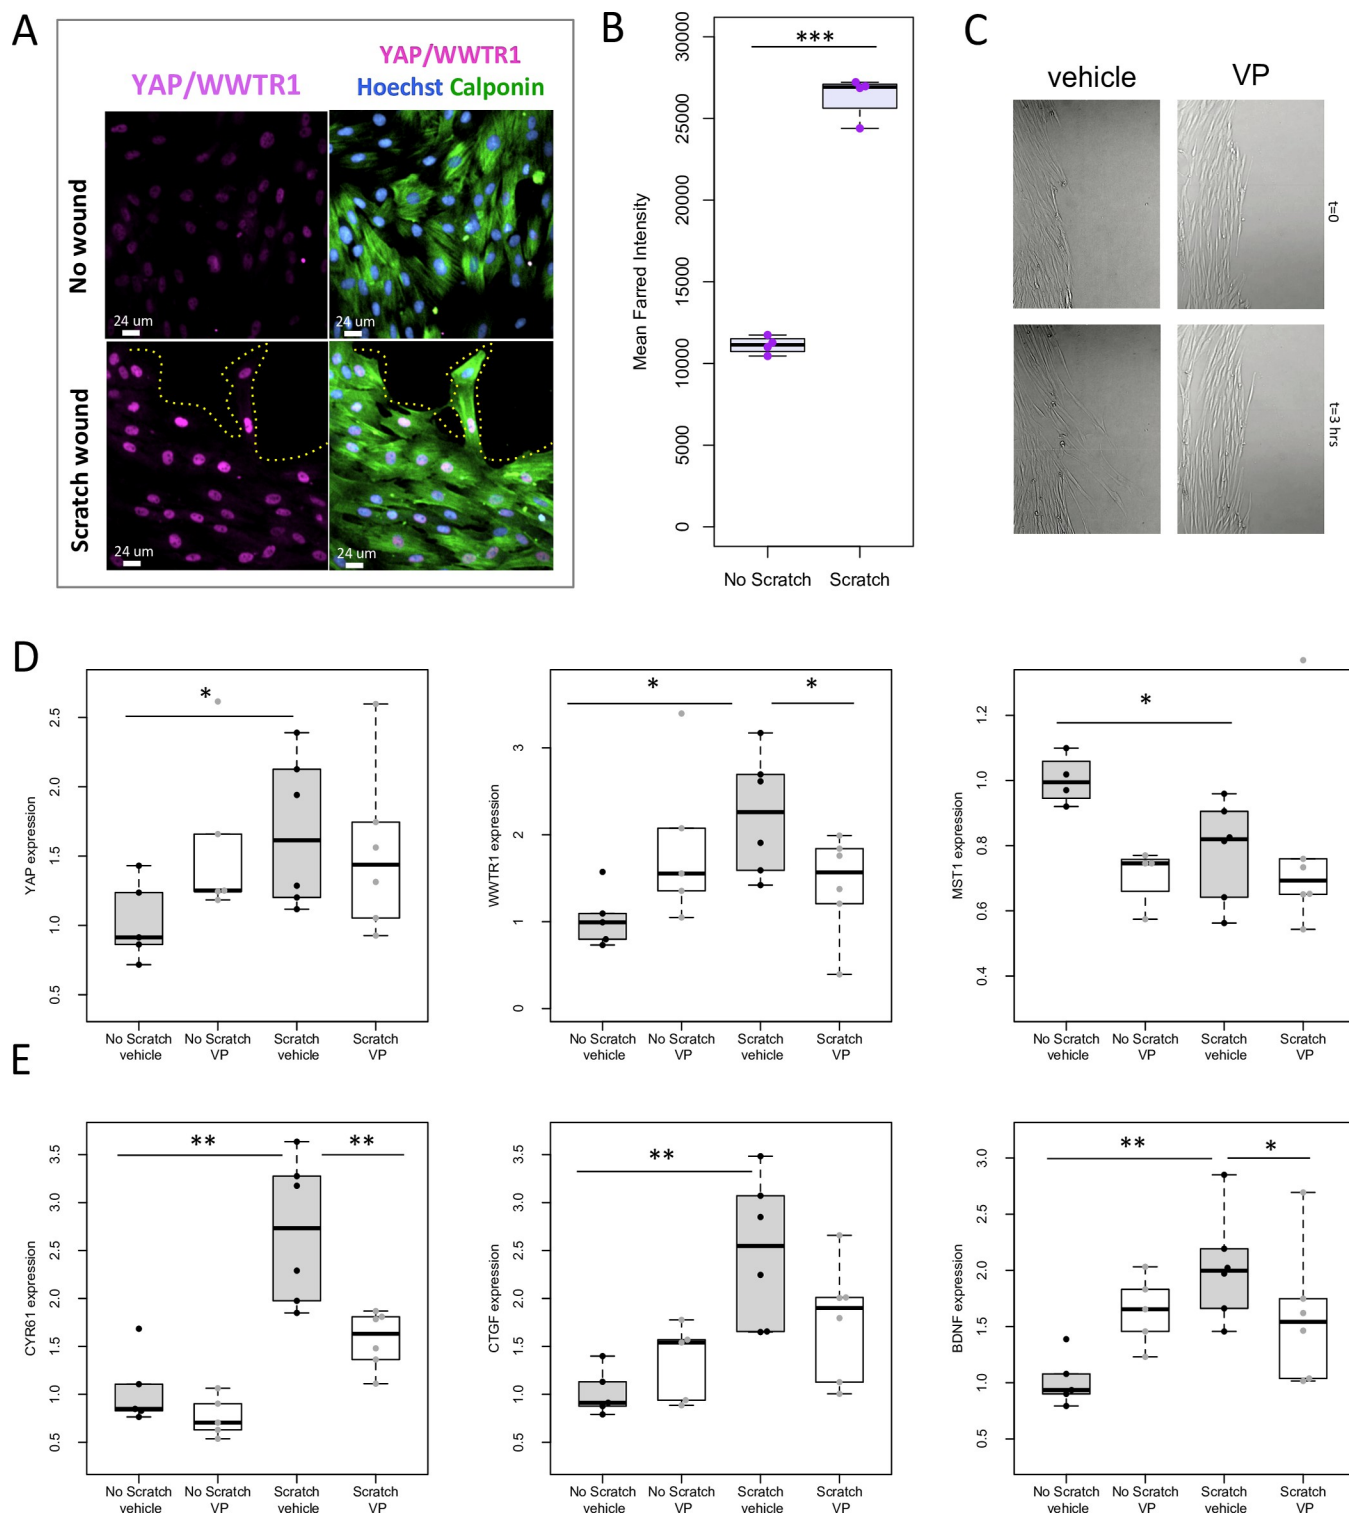 A
YAP/WWTR1
YAP/WWTR1
Hoechst Calponin
No wound
24 um
24 um
Scratch wound
24 um
24 um
B
Mean Farred Intensity
30000
25000
20000
15000
10000
5000
0
***
No Scratch
Scratch
C
vehicle
VP
t=0
t=3 hrs
D
YAP expression
2.5
2.0
1.5
1.0
0.5
*
No Scratch
vehicle
No Scratch
VP
Scratch
vehicle
Scratch
VP
WWTR1 expression
3
2
1
0
*
*
No Scratch
vehicle
No Scratch
VP
Scratch
vehicle
Scratch
VP
MST1 expression
1.2
1.0
0.8
0.6
0.4
*
No Scratch
vehicle
No Scratch
VP
Scratch
vehicle
Scratch
VP
E
CYR61 expression
3.5
3.0
2.5
2.0
1.5
1.0
0.5
**
**
No Scratch
vehicle
No Scratch
VP
Scratch
vehicle
Scratch
VP
CTGF expression
3.5
3.0
2.5
2.0
1.5
1.0
0.5
**
No Scratch
vehicle
No Scratch
VP
Scratch
vehicle
Scratch
VP
BDNF expression
3.0
2.5
2.0
1.5
1.0
0.5
**
*
No Scratch
vehicle
No Scratch
VP
Scratch
vehicle
Scratch
VP